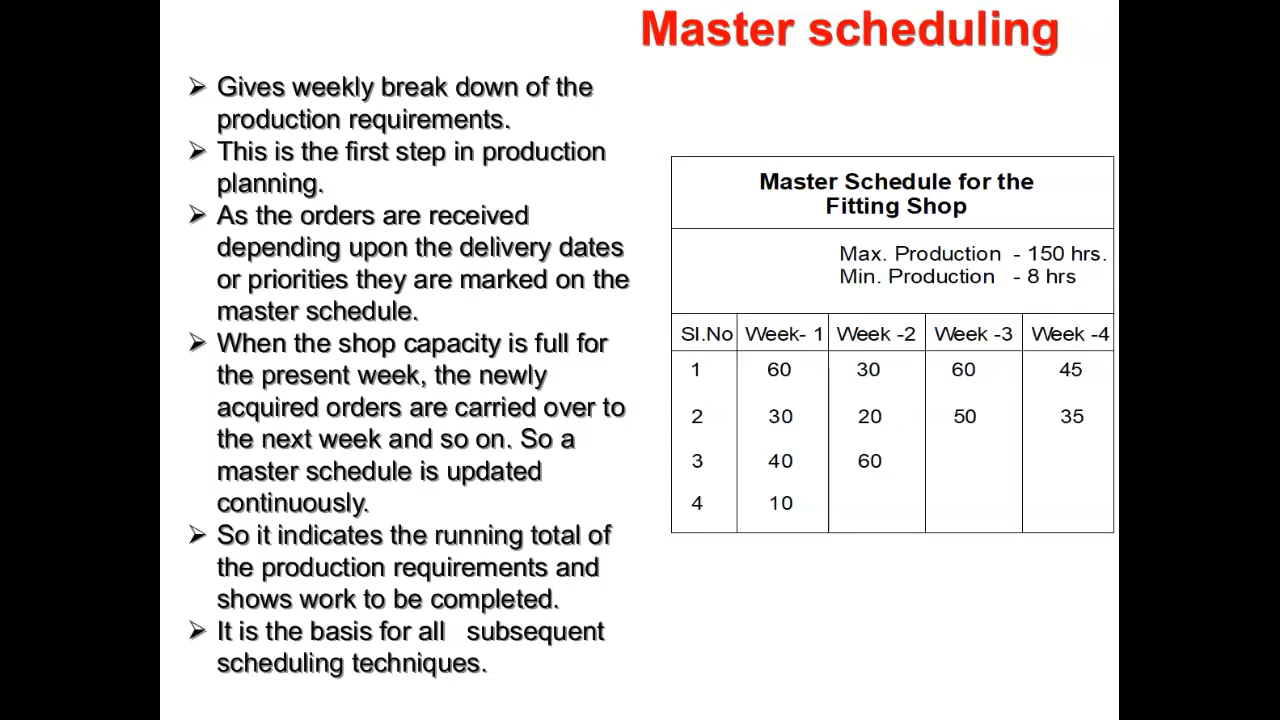 Master scheduling
➢ Gives weekly break down of the
production requirements.
➢ This is the first step in production
planning.
➢ As the orders are received
depending upon the delivery dates
or priorities they are marked on the
master schedule.
➢ When the shop capacity is full for
the present week, the newly
acquired orders are carried over to
the next week and so on. So a
master schedule is updated
continuously.
➢ So it indicates the running total of
the production requirements and
shows work to be completed.
➢ It is the basis for all subsequent
scheduling techniques.
Master Schedule for the
Fitting Shop
Max. Production - 150 hrs.
Min. Production - 8 hrs
Sl.No Week- 1 Week -2 Week -3 Week -4
1 60 30 60 45
2 30 20 50 35
3 40 60
4 10